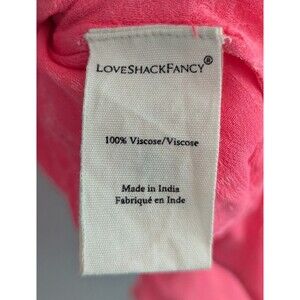 LoveShackFancy®
100% Viscose/Viscose
Made in India
Fabriqué en Inde